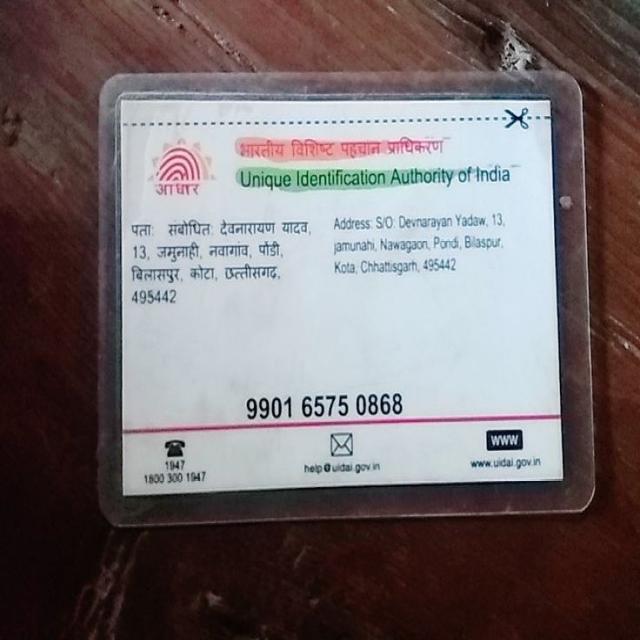 भारतीय विशिष्ट पहचान प्राधिकरण
Unique Identification Authority of India
आधार
पता: संबोधित: देवनारायण यादव,
13, जमुनाही, नवागांव, पोंडी,
बिलासपुर, कोटा, छत्तीसगढ़,
495442
Address: S/O: Devnarayan Yadaw, 13,
jamunahi, Nawagaon, Pondi, Bilaspur,
Kota, Chhattisgarh, 495442
9901 6575 0868
1947
1800 300 1947
help@uidai.gov.in
www
www.uidai.gov.in